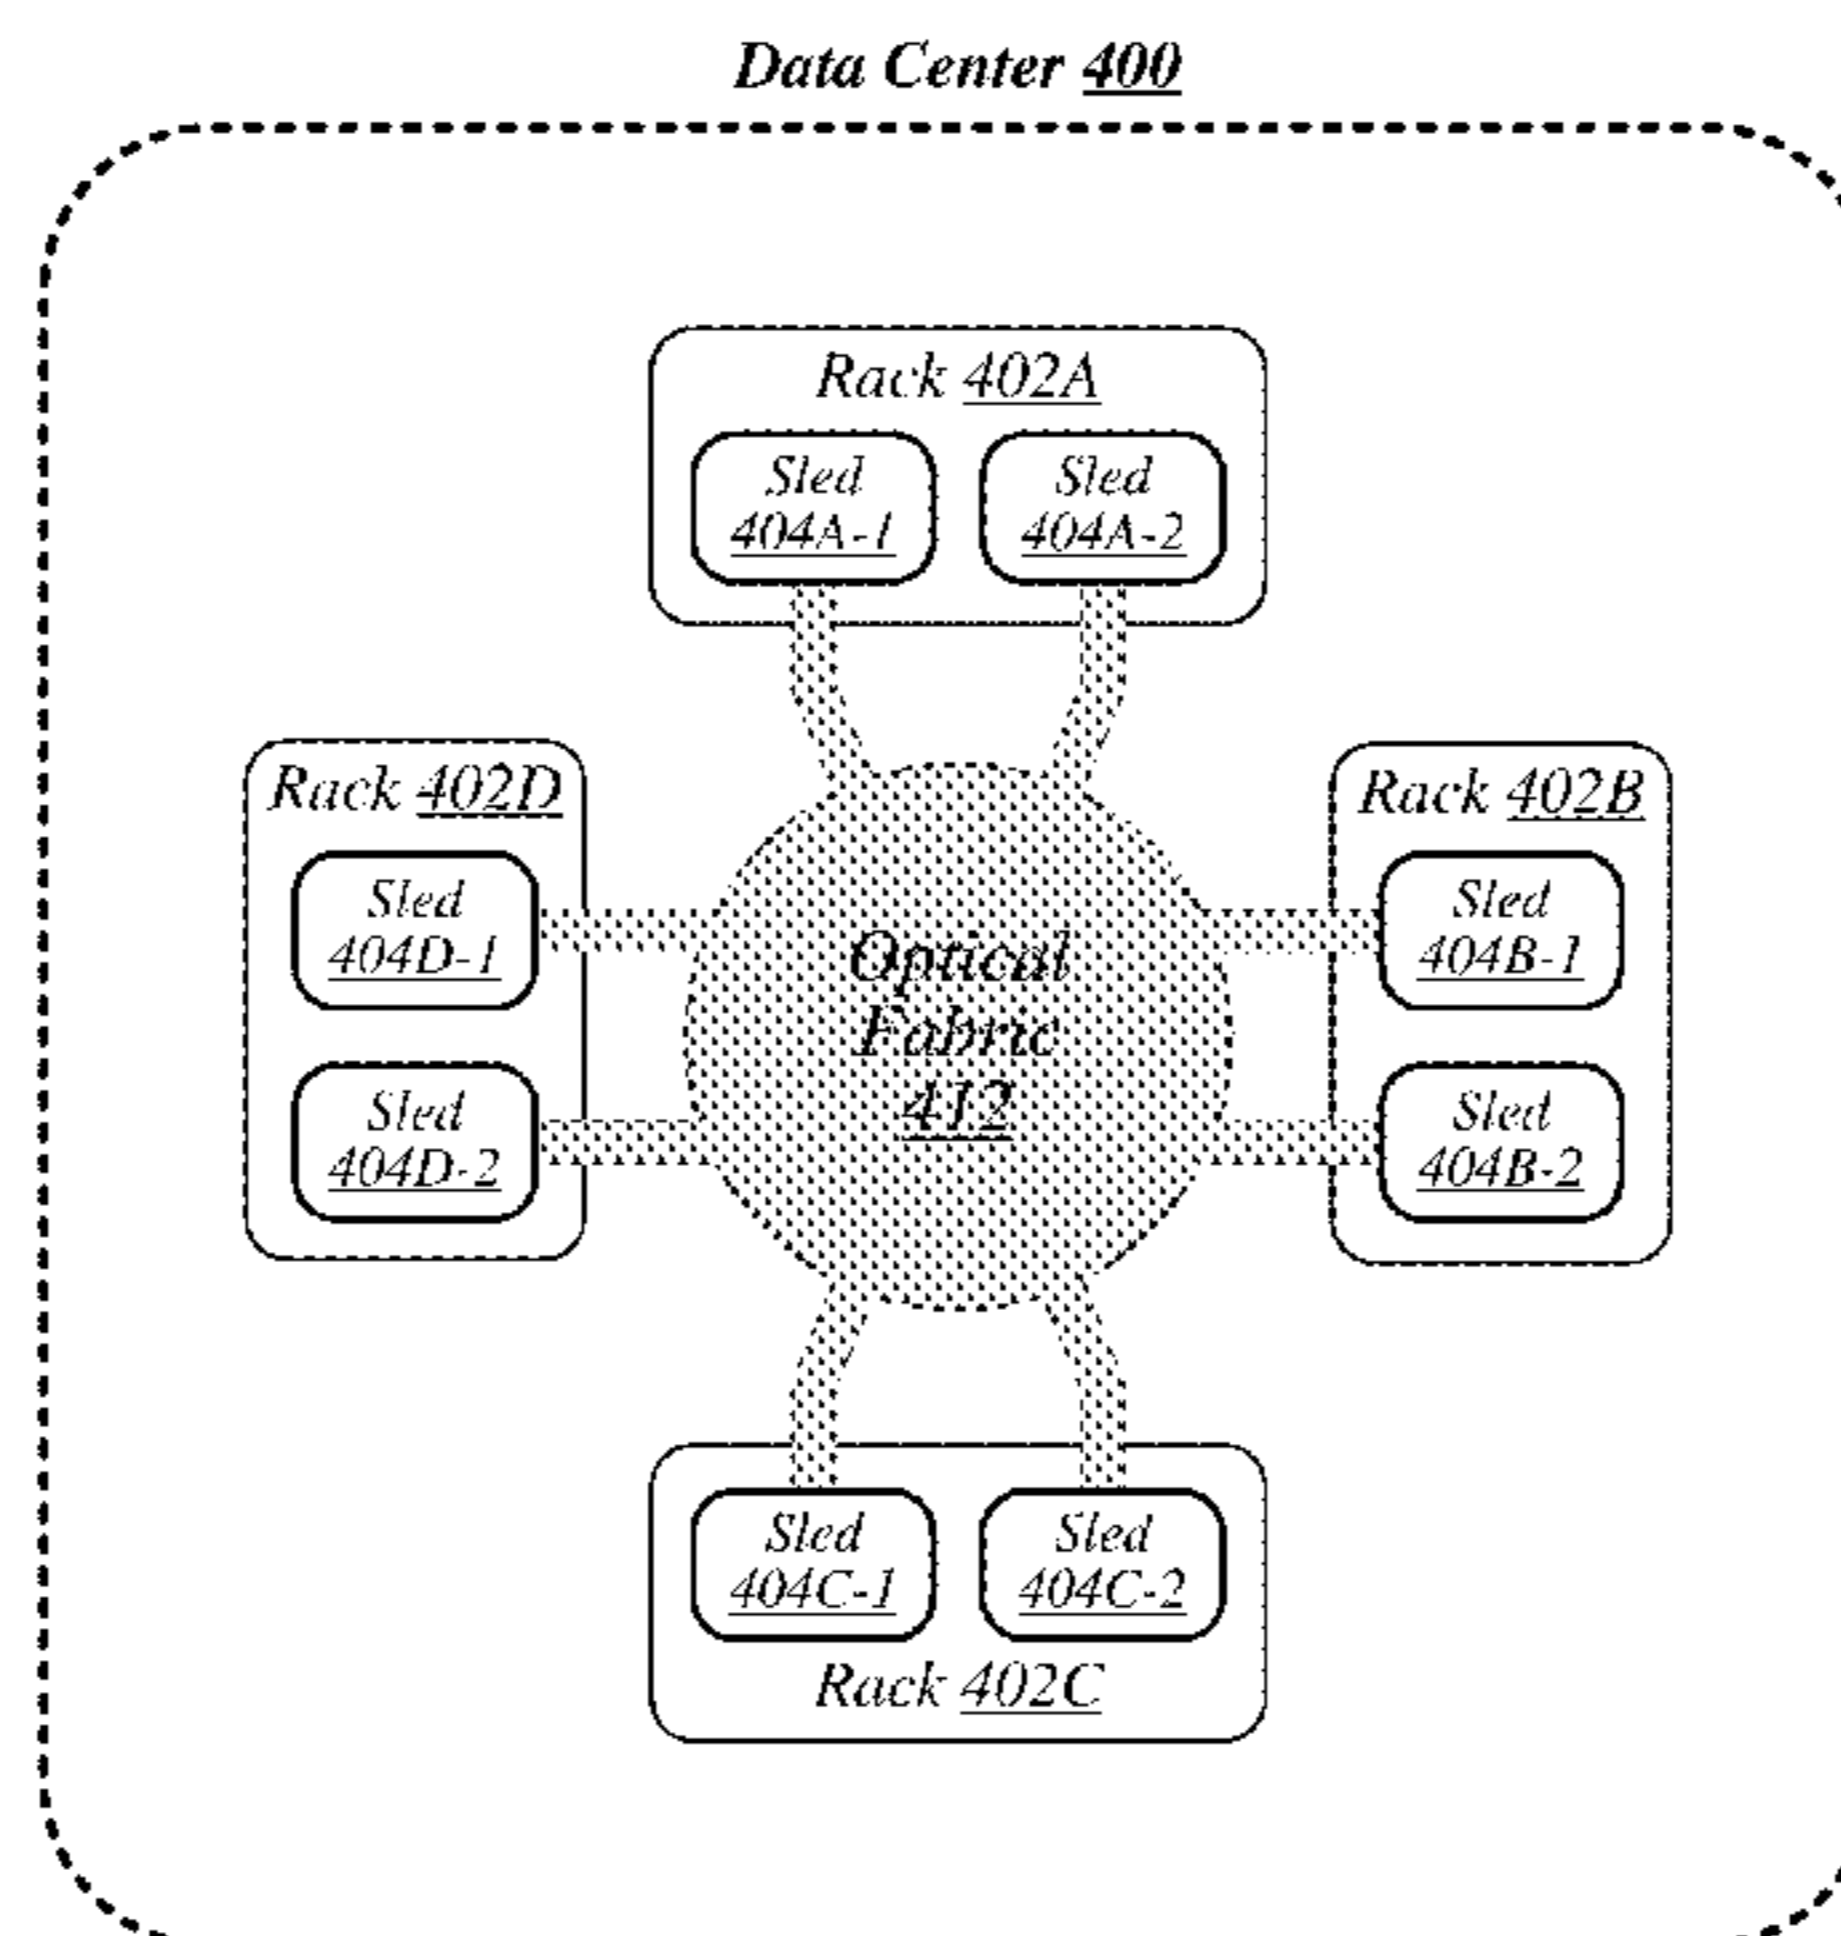 Data Center 400
Rack 402A
Sled
404A-1
Sled
404A-2
Rack 402D
Sled
404D-1
Sled
404D-2
Optical
Fabric
412
Rack 402B
Sled
404B-1
Sled
404B-2
Sled
404C-1
Sled
404C-2
Rack 402C